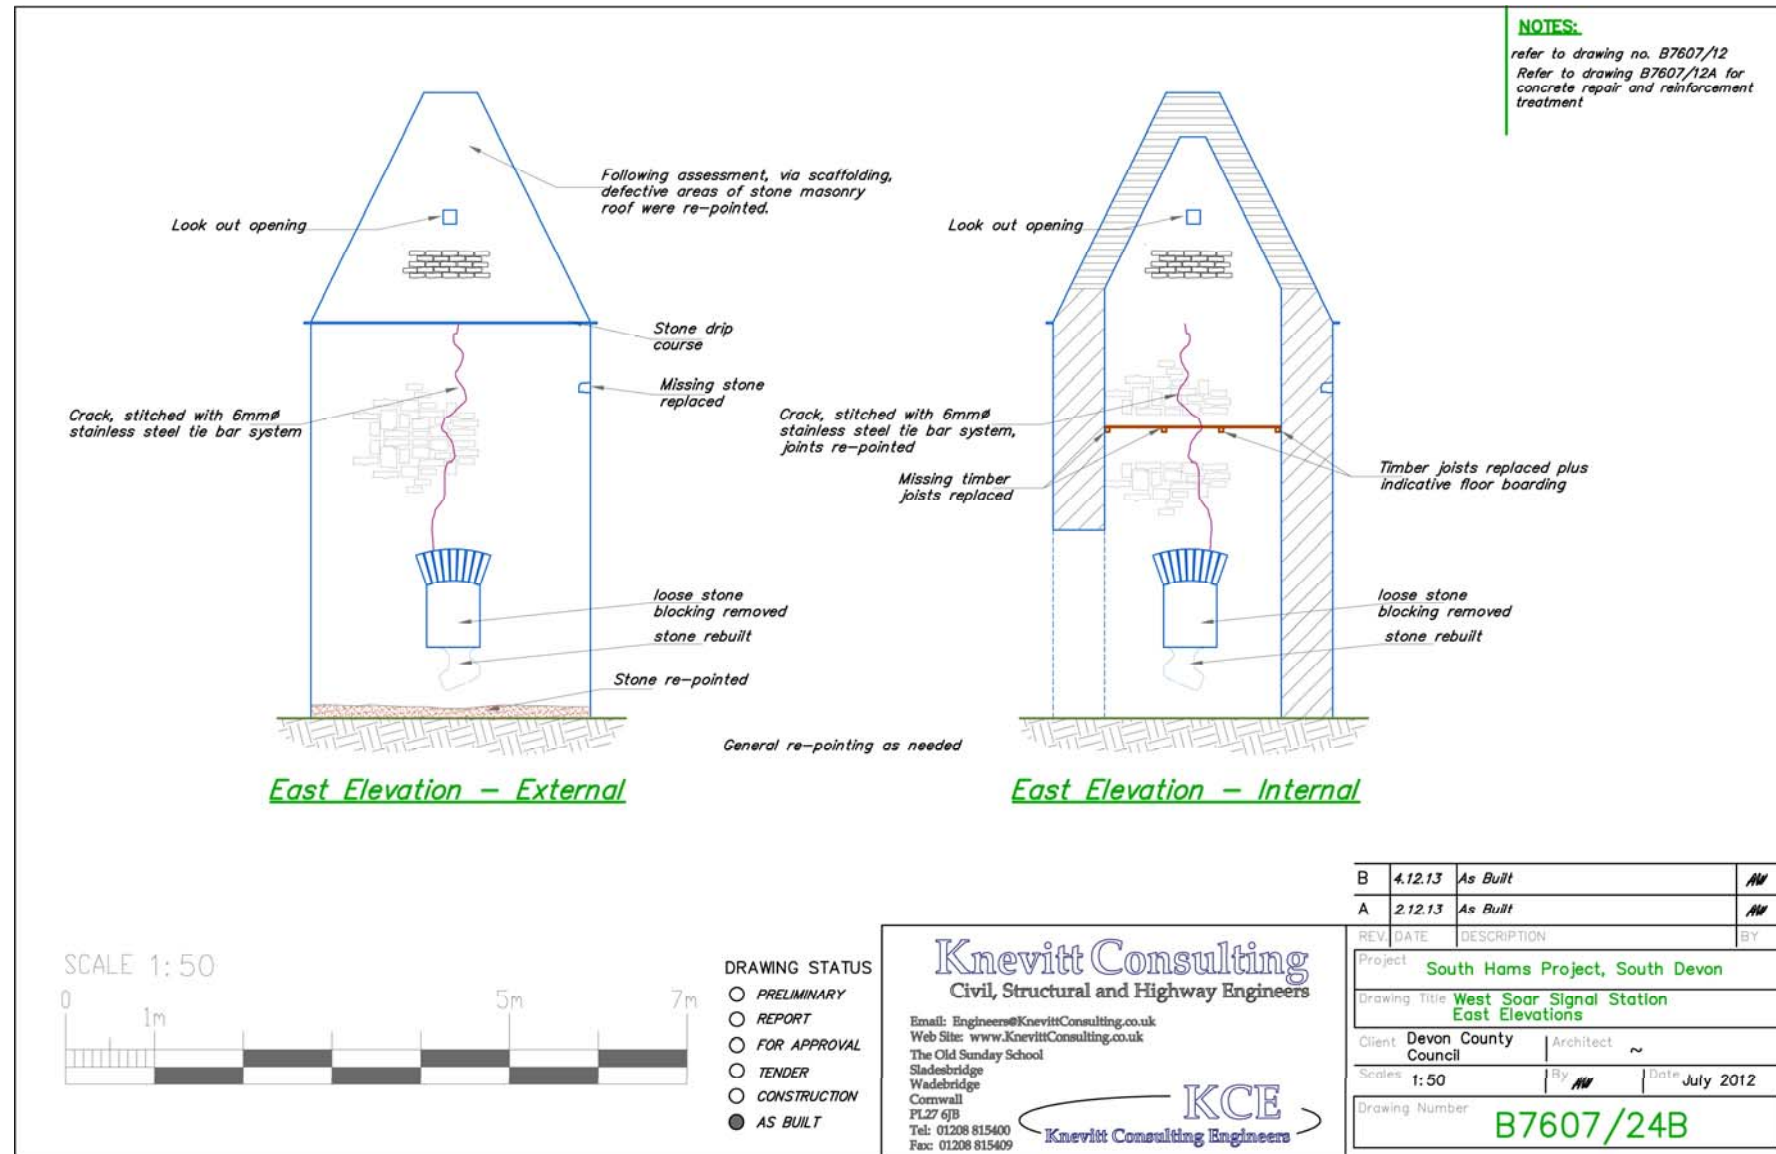 NOTES:
refer to drawing no. B7607/12
Refer to drawing B7607/12A for
concrete repair and reinforcement
treatment
Following assessment, via scaffolding,
defective areas of stone masonry
roof were re-pointed.
Look out opening
Stone drip
course
Missing stone
replaced
Crack, stitched with 6mmø
stainless steel tie bar system
loose stone
blocking removed
stone rebuilt
Stone re-pointed
East Elevation - External
General re-pointing as needed
Look out opening
Crack, stitched with 6mmø
stainless steel tie bar system,
joints re-pointed
Missing timber
joists replaced
Timber joists replaced plus
indicative floor boarding
loose stone
blocking removed
stone rebuilt
East Elevation - Internal
SCALE 1:50
0 1m 5m 7m
DRAWING STATUS
PRELIMINARY
REPORT
FOR APPROVAL
TENDER
CONSTRUCTION
AS BUILT
Knevitt Consulting
Civil, Structural and Highway Engineers
Email: Engineers@KnevittConsulting.co.uk
Web Site: www.KnevittConsulting.co.uk
The Old Sunday School
Sladesbridge
Wadebridge
Cornwall
PL27 6JB
Tel: 01208 815400
Fax: 01208 815409
KCE
Knevitt Consulting Engineers
B 4.12.13 As Built
A 2.12.13 As Built
REV. DATE DESCRIPTION BY
Project South Hams Project, South Devon
Drawing Title West Soar Signal Station
East Elevations
Client Devon County
Council
Architect ~
Scales 1:50 By Date July 2012
Drawing Number
B7607/24B